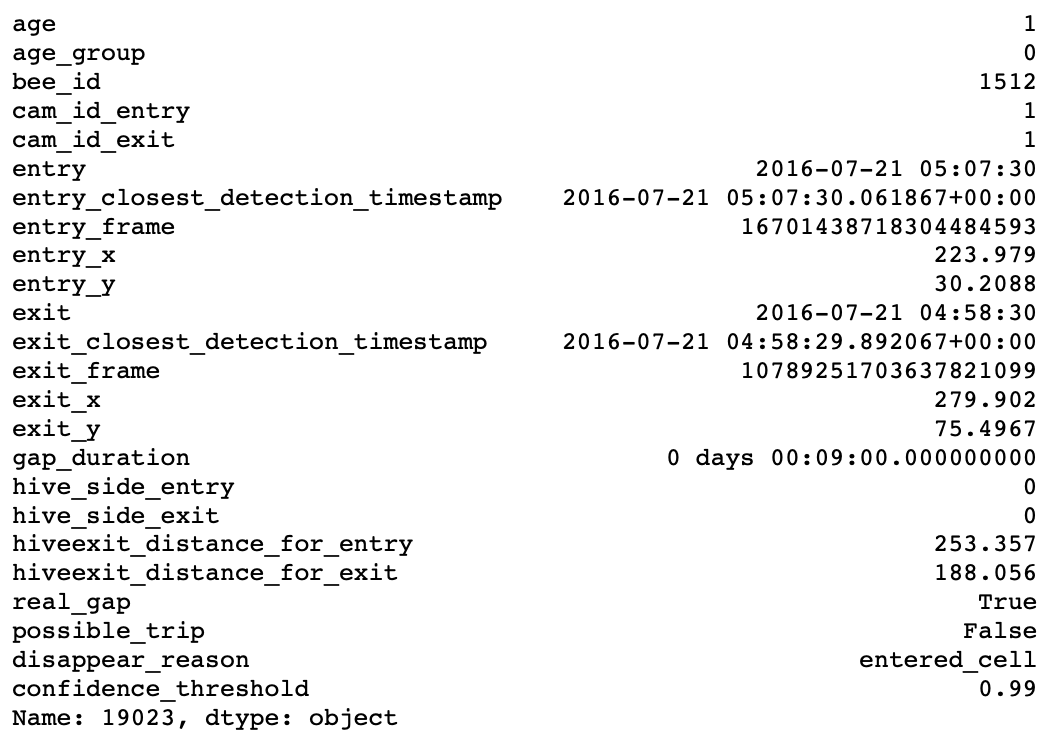 age 1
age_group 0
bee_id 1512
cam_id_entry 1
cam_id_exit 1
entry 2016-07-21 05:07:30
entry_closest_detection_timestamp 2016-07-21 05:07:30.061867+00:00
entry_frame 16701438718304484593
entry_x 223.979
entry_y 30.2088
exit 2016-07-21 04:58:30
exit_closest_detection_timestamp 2016-07-21 04:58:29.892067+00:00
exit_frame 10789251703637821099
exit_x 279.902
exit_y 75.4967
gap_duration 0 days 00:09:00.000000000
hive_side_entry 0
hive_side_exit 0
hiveexit_distance_for_entry 253.357
hiveexit_distance_for_exit 188.056
real_gap True
possible_trip False
disappear_reason entered_cell
confidence_threshold 0.99
Name: 19023, dtype: object